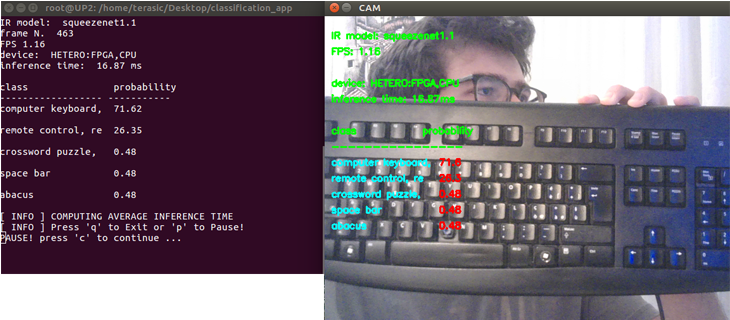 root@UP2: /home/terasic/Desktop/classification_app
IR model:  squeezenet1.1
frame N.  463
FPS 1.16
device:  HETERO:FPGA,CPU
inference time:  16.87 ms
class probability
----------------- -----------
computer keyboard,  71.62
remote control, re  26.35
crossword puzzle,  0.48
space bar  0.48
abacus  0.48
[ INFO ] COMPUTING AVERAGE INFERENCE TIME
[ INFO ] Press 'q' to Exit or 'p' to Pause!
PAUSE! press 'c' to continue ...
CAM
IR model: squeezenet1.1
FPS: 1.16
device: HETERO:FPGA,CPU
inference time: 16.87 ms
class probability
computer keyboard, 71.6
remote control, re 26.3
crossword puzzle, 0.48
space bar 0.48
abacus 0.48